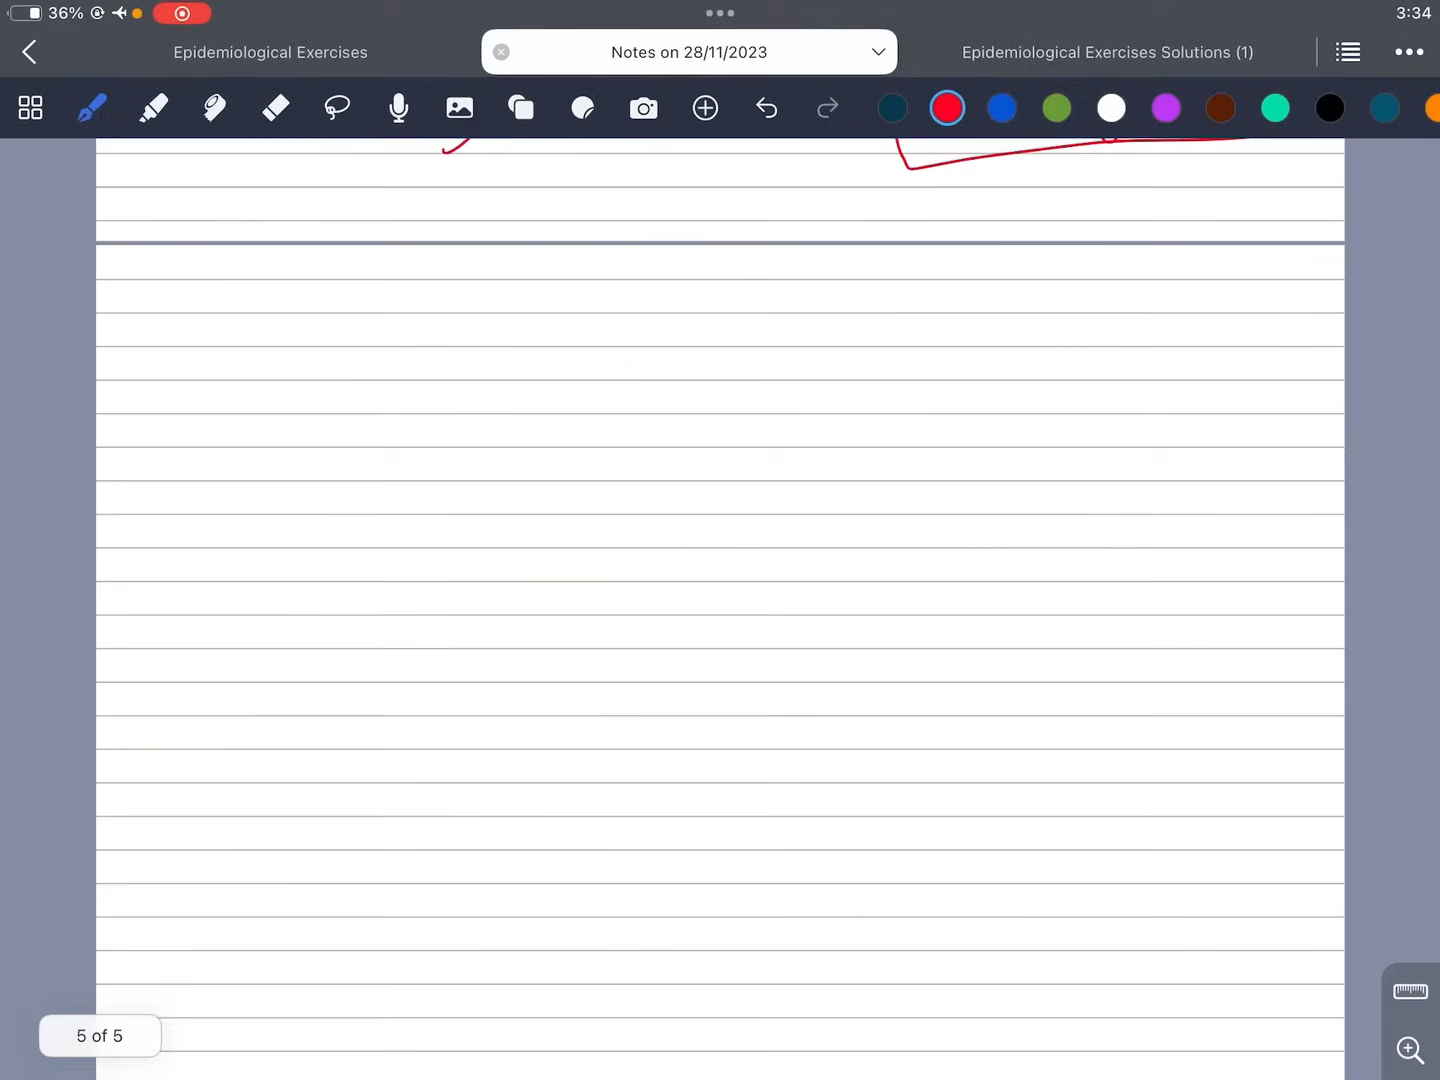 36% 3:34
Epidemiological Exercises Notes on 28/11/2023 Epidemiological Exercises Solutions (1)
5 of 5